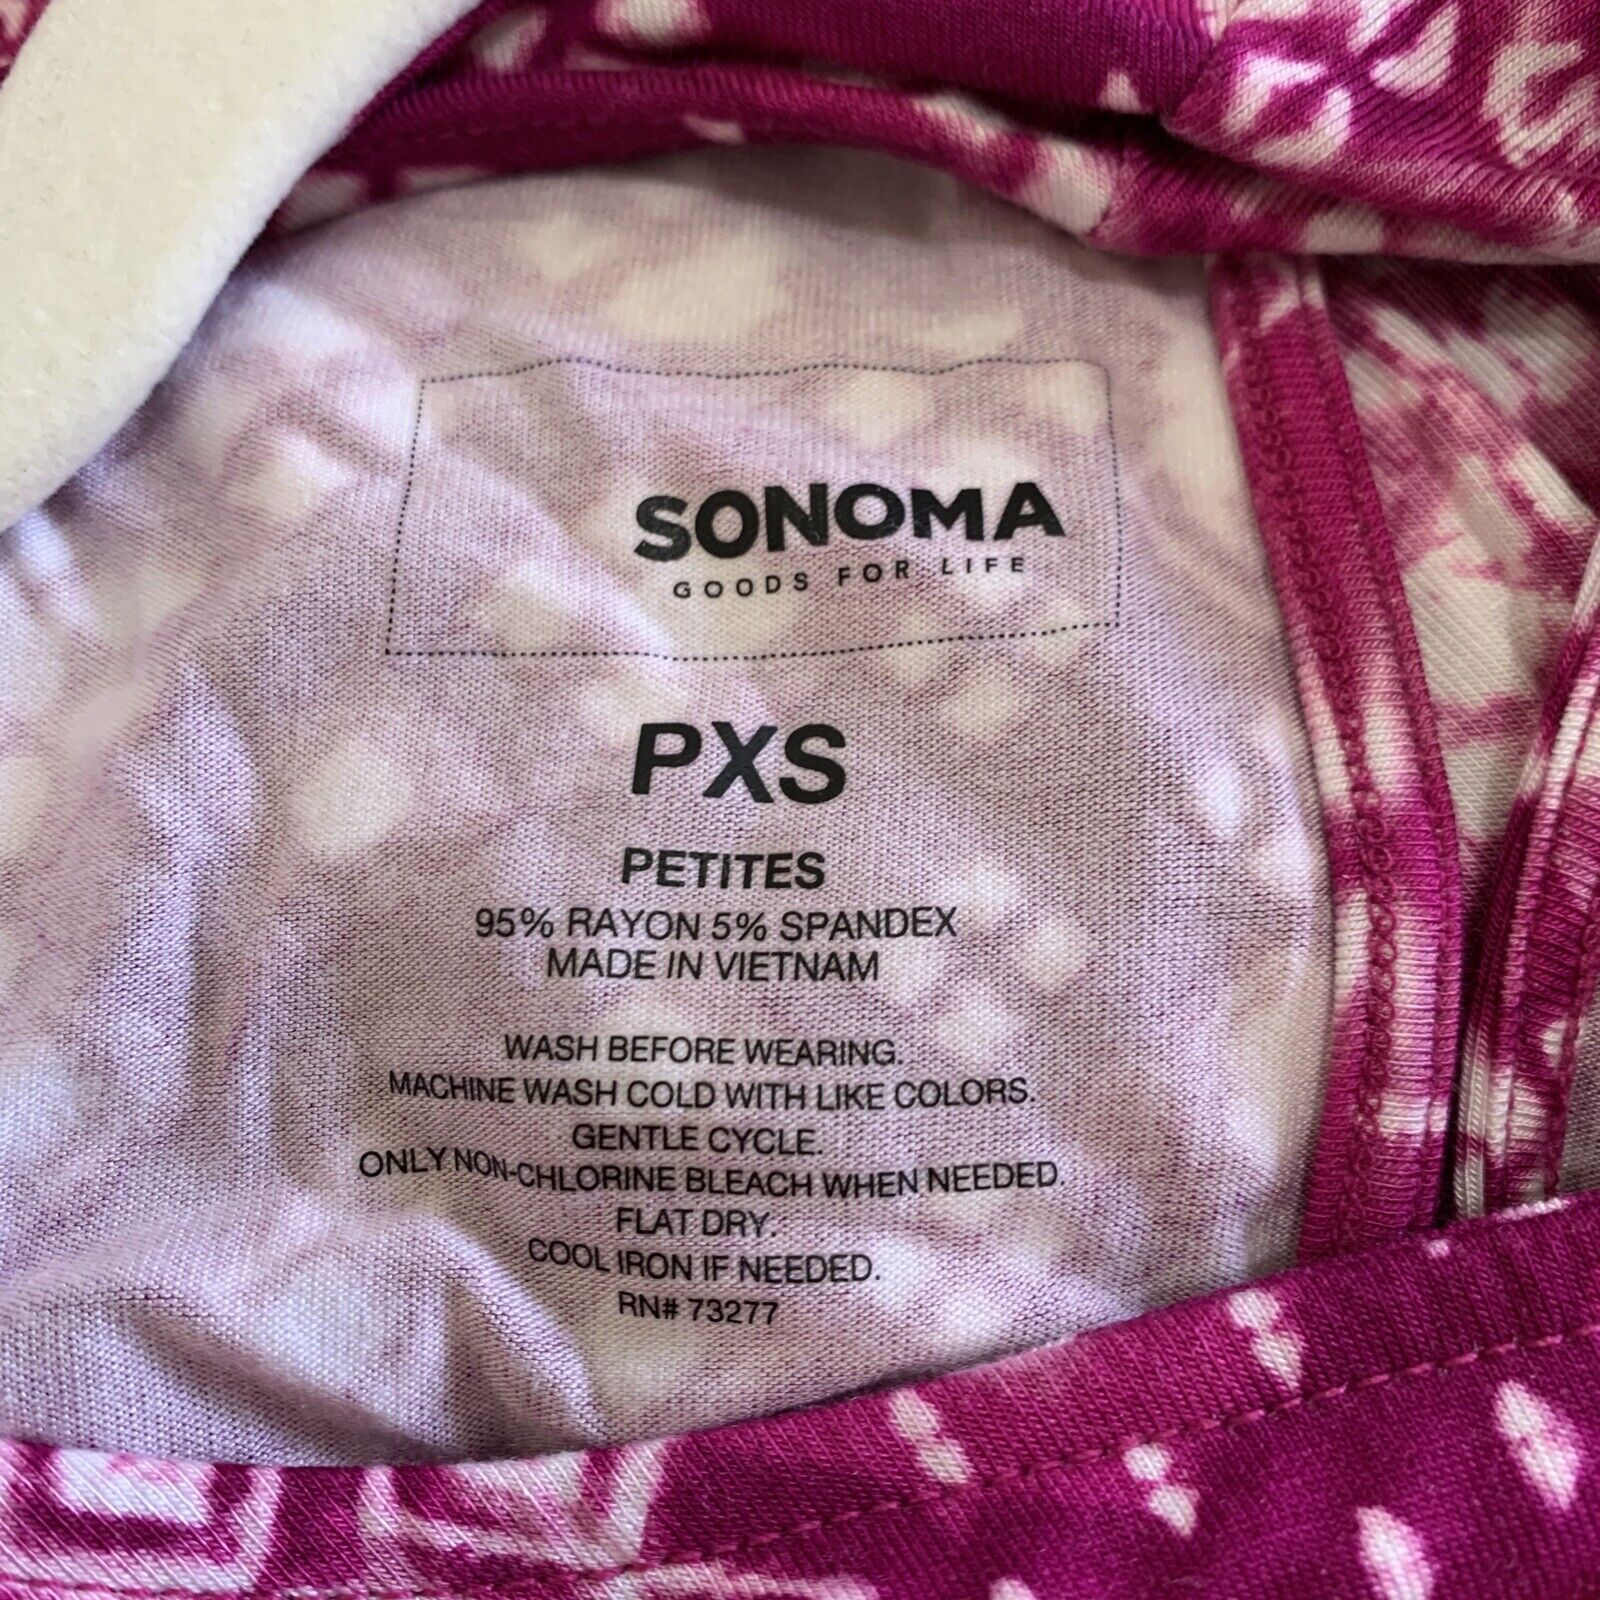 SONOMA
GOODS FOR LIFE
PXS
PETITES
95% RAYON 5% SPANDEX
MADE IN VIETNAM
WASH BEFORE WEARING.
MACHINE WASH COLD WITH LIKE COLORS.
GENTLE CYCLE.
ONLY NON-CHLORINE BLEACH WHEN NEEDED.
FLAT DRY.
COOL IRON IF NEEDED.
RN# 73277